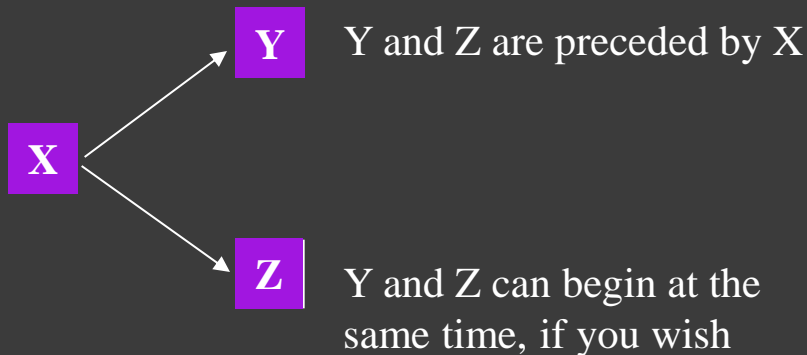 Y
Y and Z are preceded by X
X
Z
Y and Z can begin at the
same time, if you wish